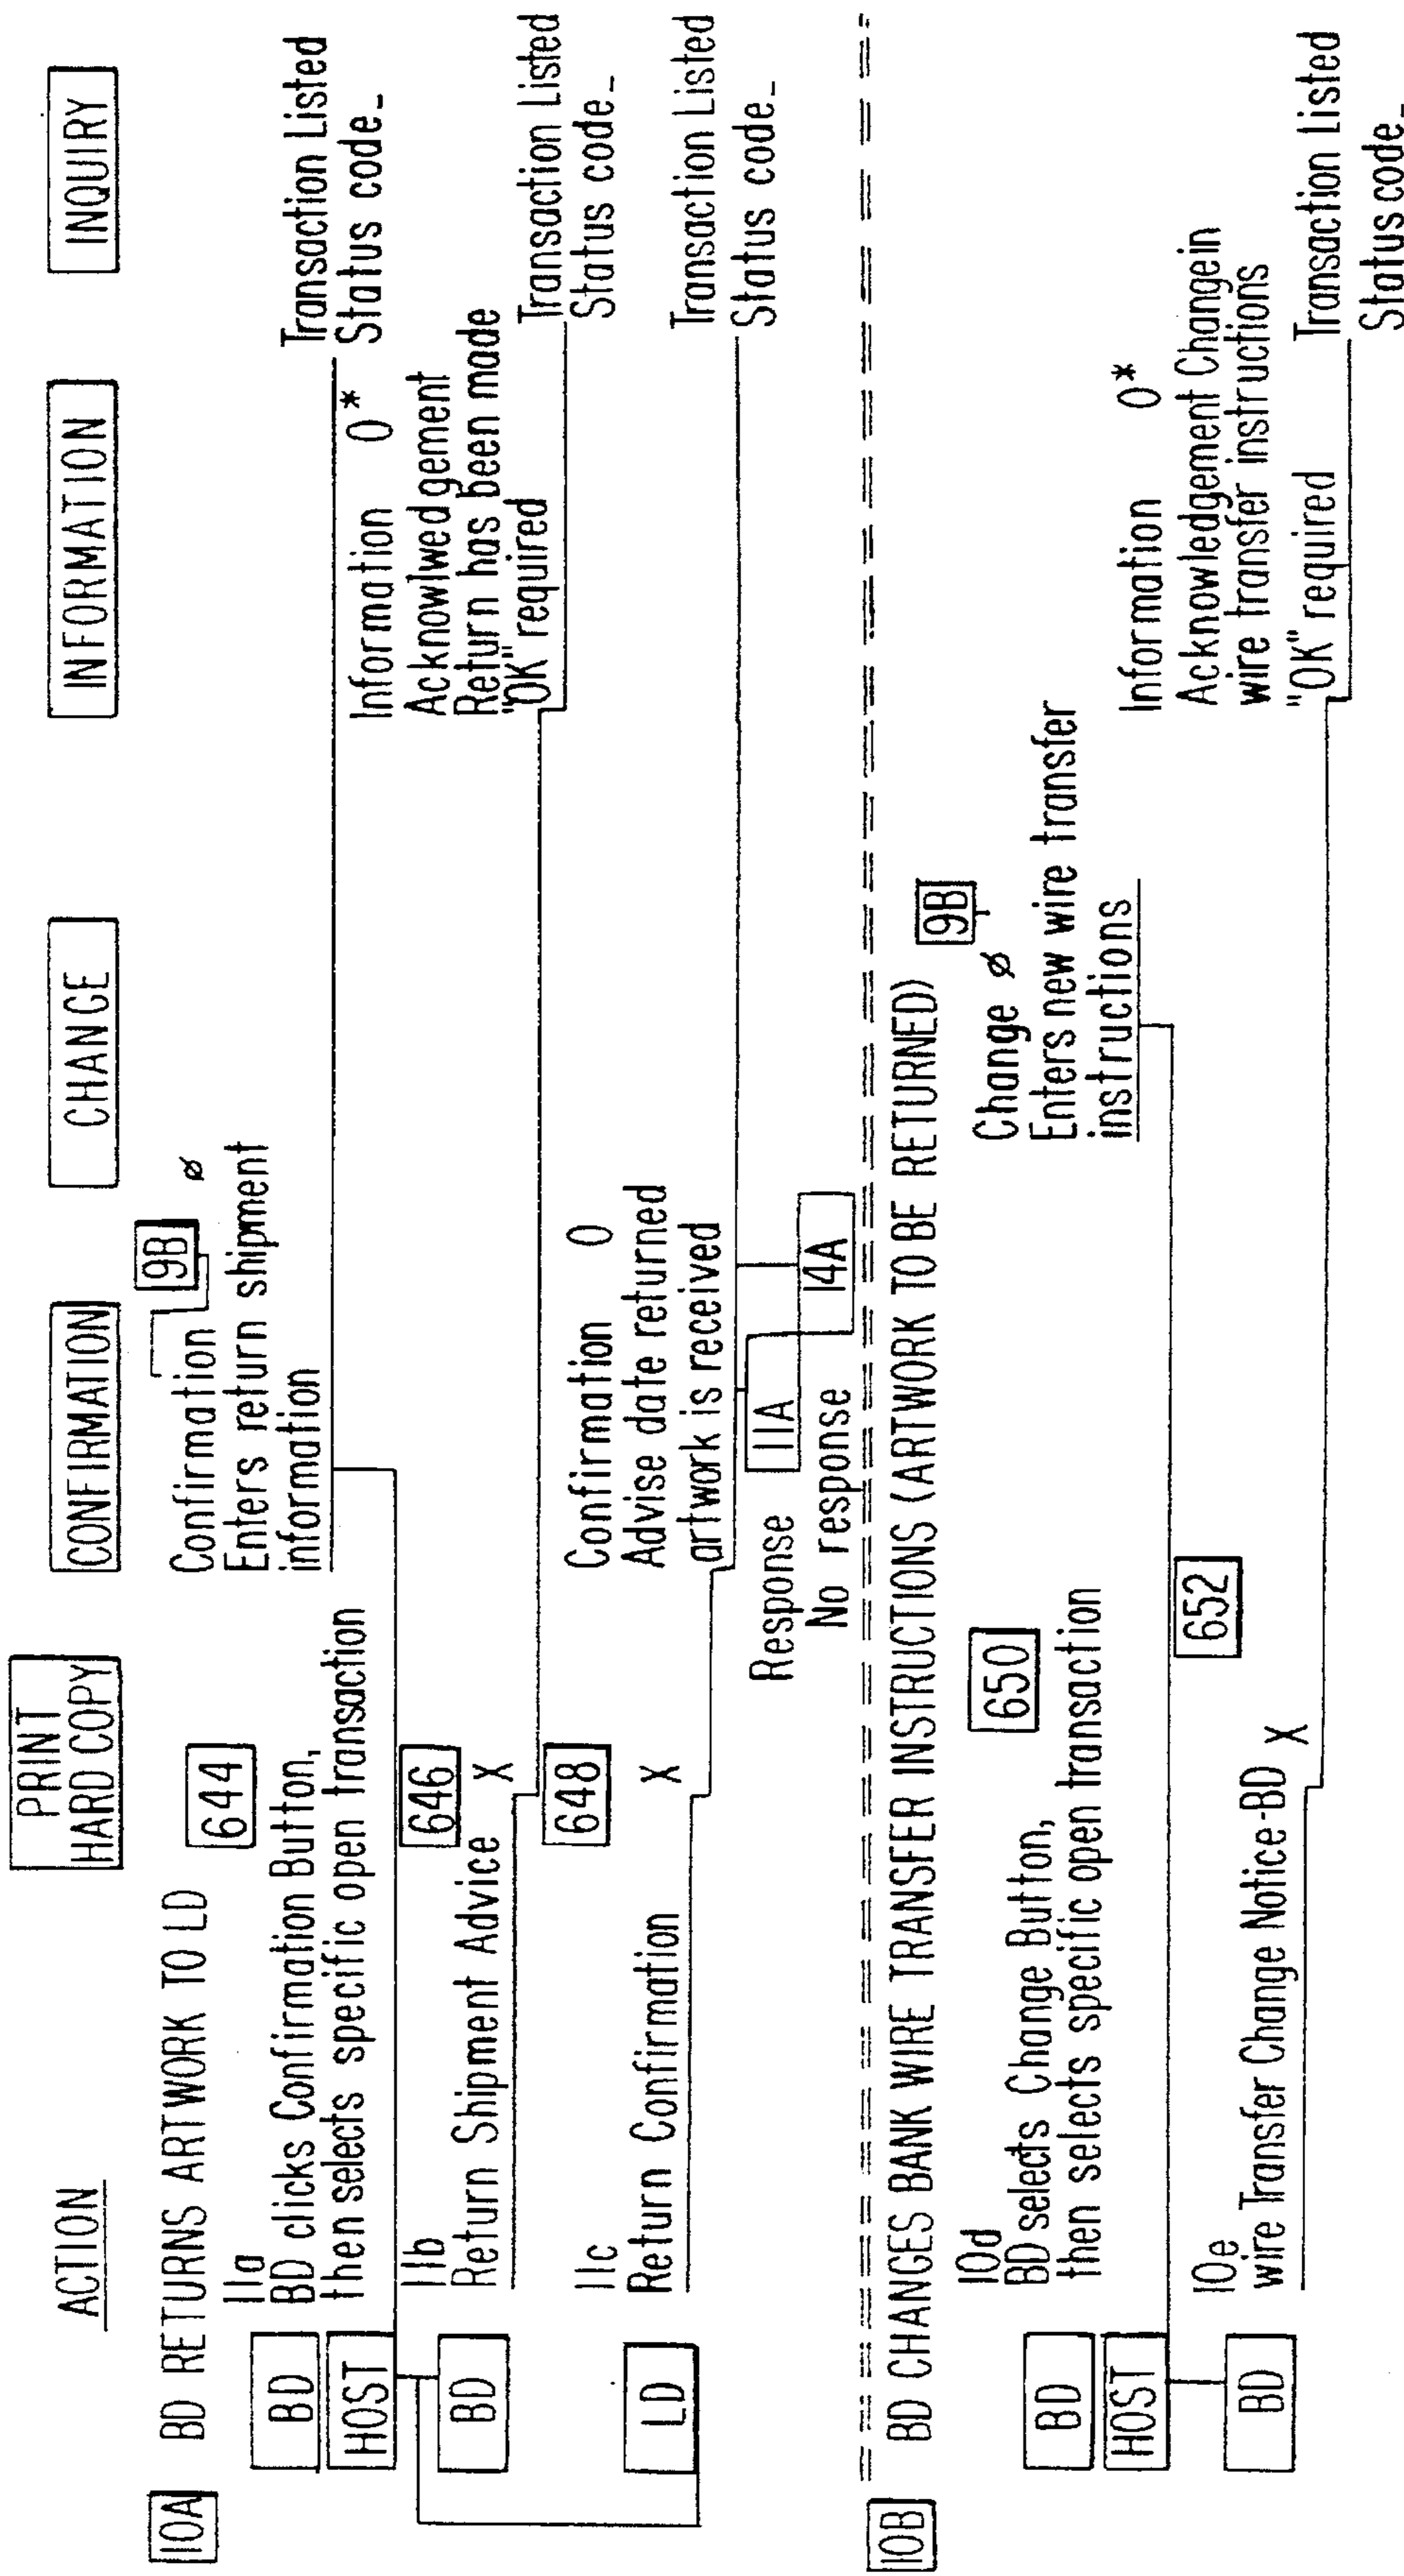 ACTION
PRINT
HARD COPY
CONFIRMATION
CHANGE
INFORMATION
INQUIRY
10A
BD RETURNS ARTWORK TO LD
644
9B
11a
BD clicks Confirmation Button,
then selects specific open transaction
Confirmation ø
Enters return shipment
information
Transaction Listed
Status code_
BD
HOST
646
11b
Return Shipment Advice X
BD
Information O*
Acknowlwedgement
Return has been made
"OK" required
Transaction Listed
Status code_
648
11c
Return Confirmation X
LD
Confirmation O
Advise date returned
artwork is received
Transaction Listed
Status code_
11A
14A
Response
No response
10B
BD CHANGES BANK WIRE TRANSFER INSTRUCTIONS (ARTWORK TO BE RETURNED)
9B
650
10d
BD selects Change Button,
then selects specific open transaction
Change ø
Enters new wire transfer
instructions
BD
HOST
652
10e
wire Transfer Change Notice-BD X
BD
Information O*
Acknowledgement Changein
wire transfer instructions
"OK" required
Transaction Listed
Status code_